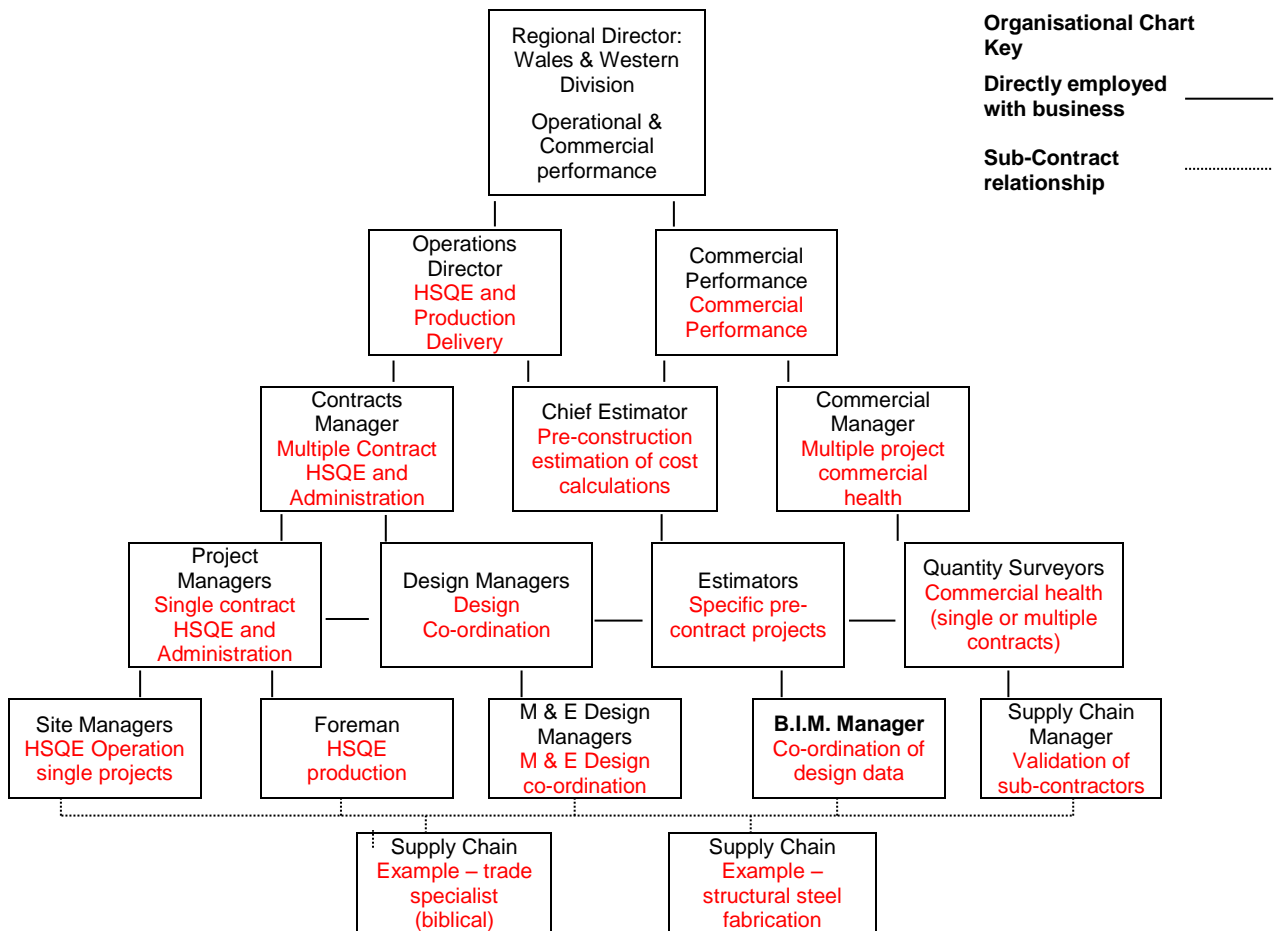 Regional Director:
Wales & Western
Division
Operational &
Commercial
performance
Organisational Chart
Key
Directly employed
with business
Sub-Contract
relationship
Operations
Director
HSQE and
Production
Delivery
Commercial
Performance
Commercial
Performance
Contracts
Manager
Multiple Contract
HSQE and
Administration
Chief Estimator
Pre-construction
estimation of cost
calculations
Commercial
Manager
Multiple project
commercial
health
Project
Managers
Single contract
HSQE and
Administration
Design Managers
Design
Co-ordination
Estimators
Specific pre-
contract projects
Quantity Surveyors
Commercial health
(single or multiple
contracts)
Site Managers
HSQE Operation
single projects
Foreman
HSQE
production
M & E Design
Managers
M & E Design
co-ordination
B.I.M. Manager
Co-ordination of
design data
Supply Chain
Manager
Validation of
sub-contractors
Supply Chain
Example – trade
specialist
(biblical)
Supply Chain
Example –
structural steel
fabrication